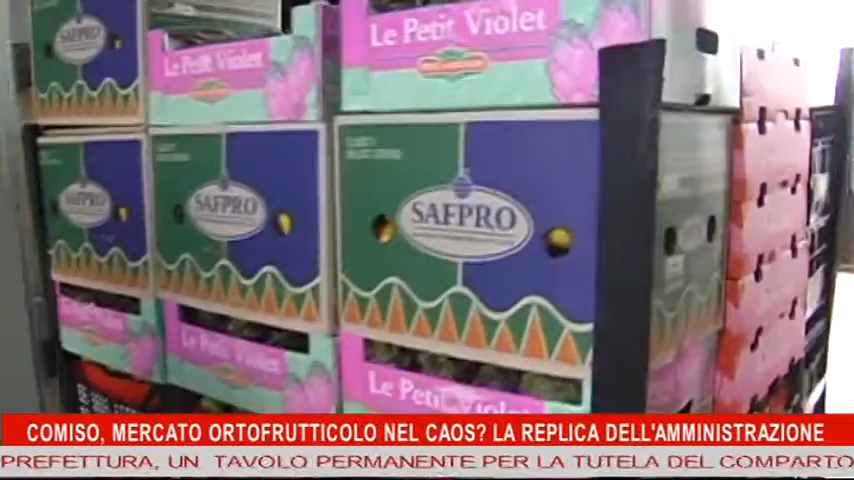 SAFPRO
Le Petit Violet
Le Petit Violet
SAFPRO
SAFPRO
SAFPRO
Le Petit Violet
Le Petit Violet
COMISO, MERCATO ORTOFRUTTICOLO NEL CAOS? LA REPLICA DELL'AMMINISTRAZIONE
PREFETTURA, UN TAVOLO PERMANENTE PER LA TUTELA DEL COMPARTO